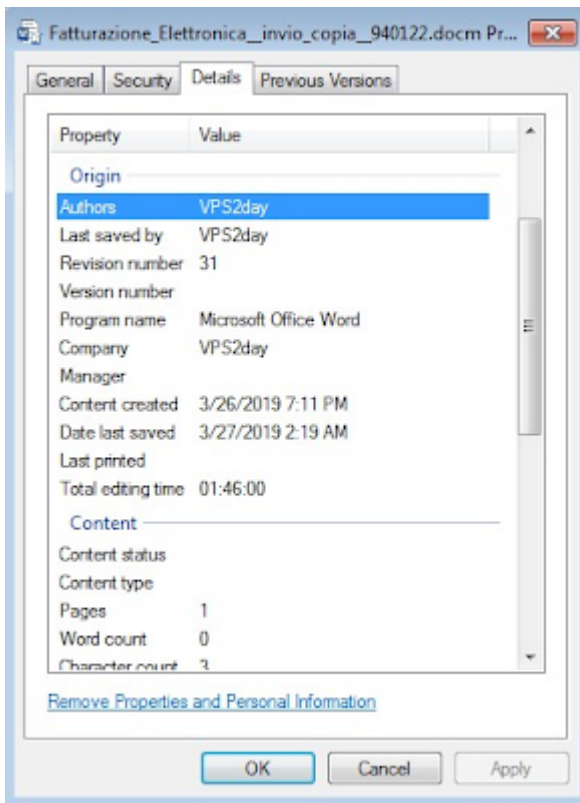 Fatturazione_Elettronica__invio_copia__940122.docm Pr...
General Security Details Previous Versions
Property Value
Origin
Authors VPS2day
Last saved by VPS2day
Revision number 31
Version number
Program name Microsoft Office Word
Company VPS2day
Manager
Content created 3/26/2019 7:11 PM
Date last saved 3/27/2019 2:19 AM
Last printed
Total editing time 01:46:00
Content
Content status
Content type
Pages 1
Word count 0
Character count 3
Remove Properties and Personal Information
OK Cancel Apply